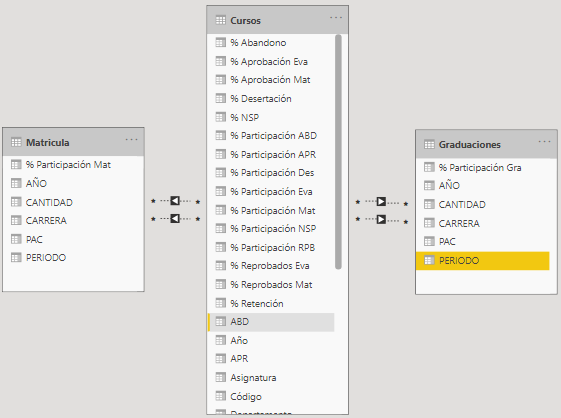 Matricula
% Participación Mat
AÑO
CANTIDAD
CARRERA
PAC
PERIODO
Cursos
% Abandono
% Aprobación Eva
% Aprobación Mat
% Desertación
% NSP
% Participación ABD
% Participación APR
% Participación Des
% Participación Eva
% Participación Mat
% Participación NSP
% Participación RPB
% Reprobados Eva
% Reprobados Mat
% Retención
ABD
Año
APR
Asignatura
Código
Departamento
Graduaciones
% Participación Gra
AÑO
CANTIDAD
CARRERA
PAC
PERIODO